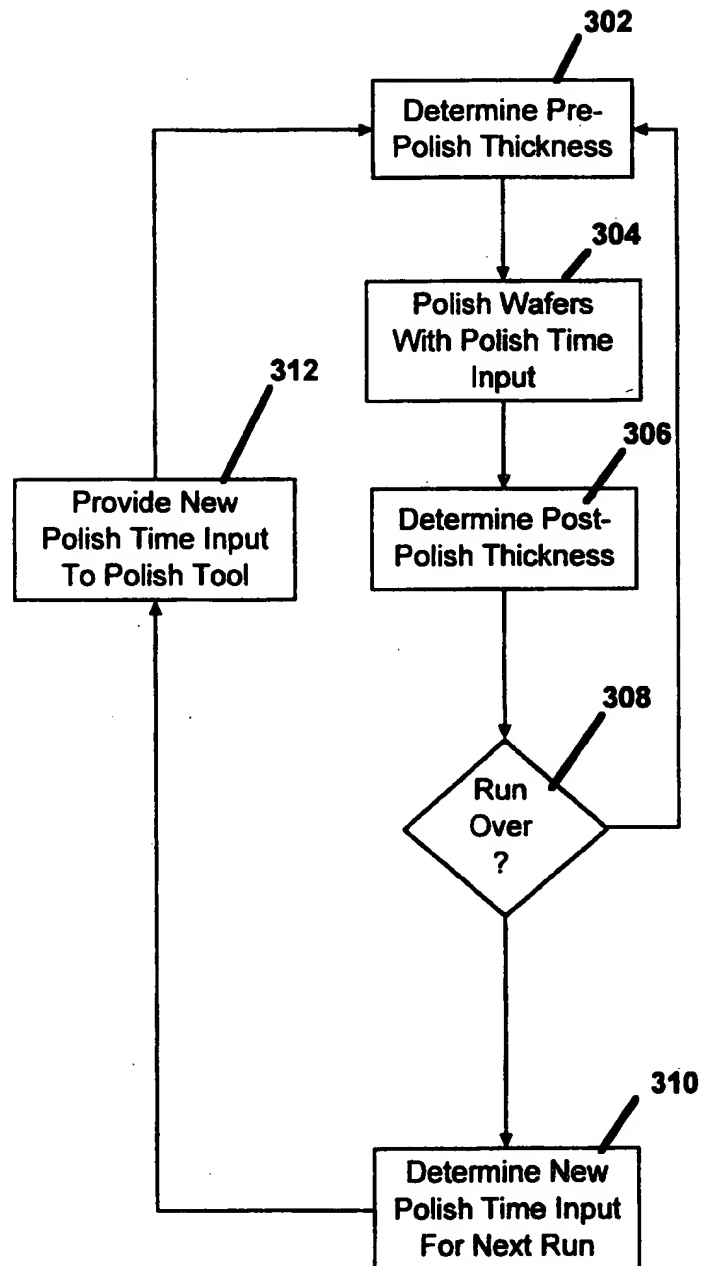 302
Determine Pre-
Polish Thickness
304
Polish Wafers
With Polish Time
Input
312
306
Provide New
Polish Time Input
To Polish Tool
Determine Post-
Polish Thickness
308
Run
Over
?
310
Determine New
Polish Time Input
For Next Run